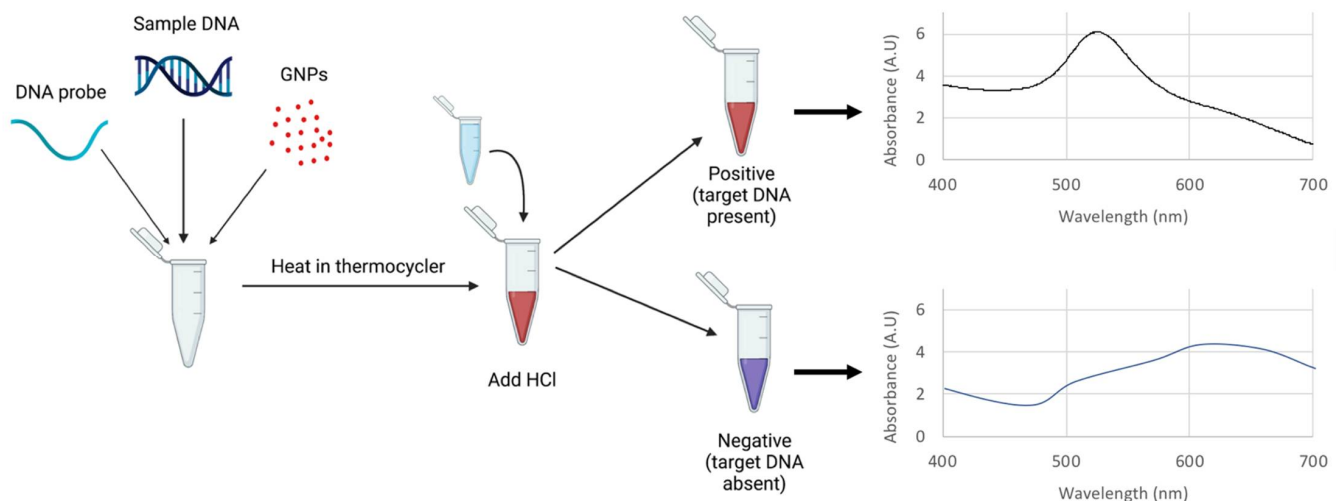 Sample DNA
DNA probe
GNPs
Heat in thermocycler
Add HCl
Positive
(target DNA
present)
Negative
(target DNA
absent)
Absorbance (A.U)
6
4
2
0
400
500
600
700
Wavelength (nm)
Absorbance (A.U)
6
4
2
0
400
500
600
700
Wavelength (nm)